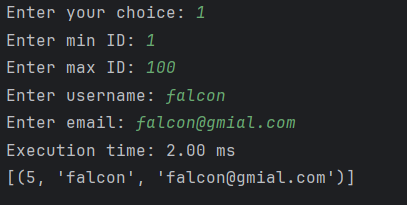 Enter your choice: 1
Enter min ID: 1
Enter max ID: 100
Enter username: falcon
Enter email: falcon@gmial.com
Execution time: 2.00 ms
[(5, 'falcon', 'falcon@gmial.com')]